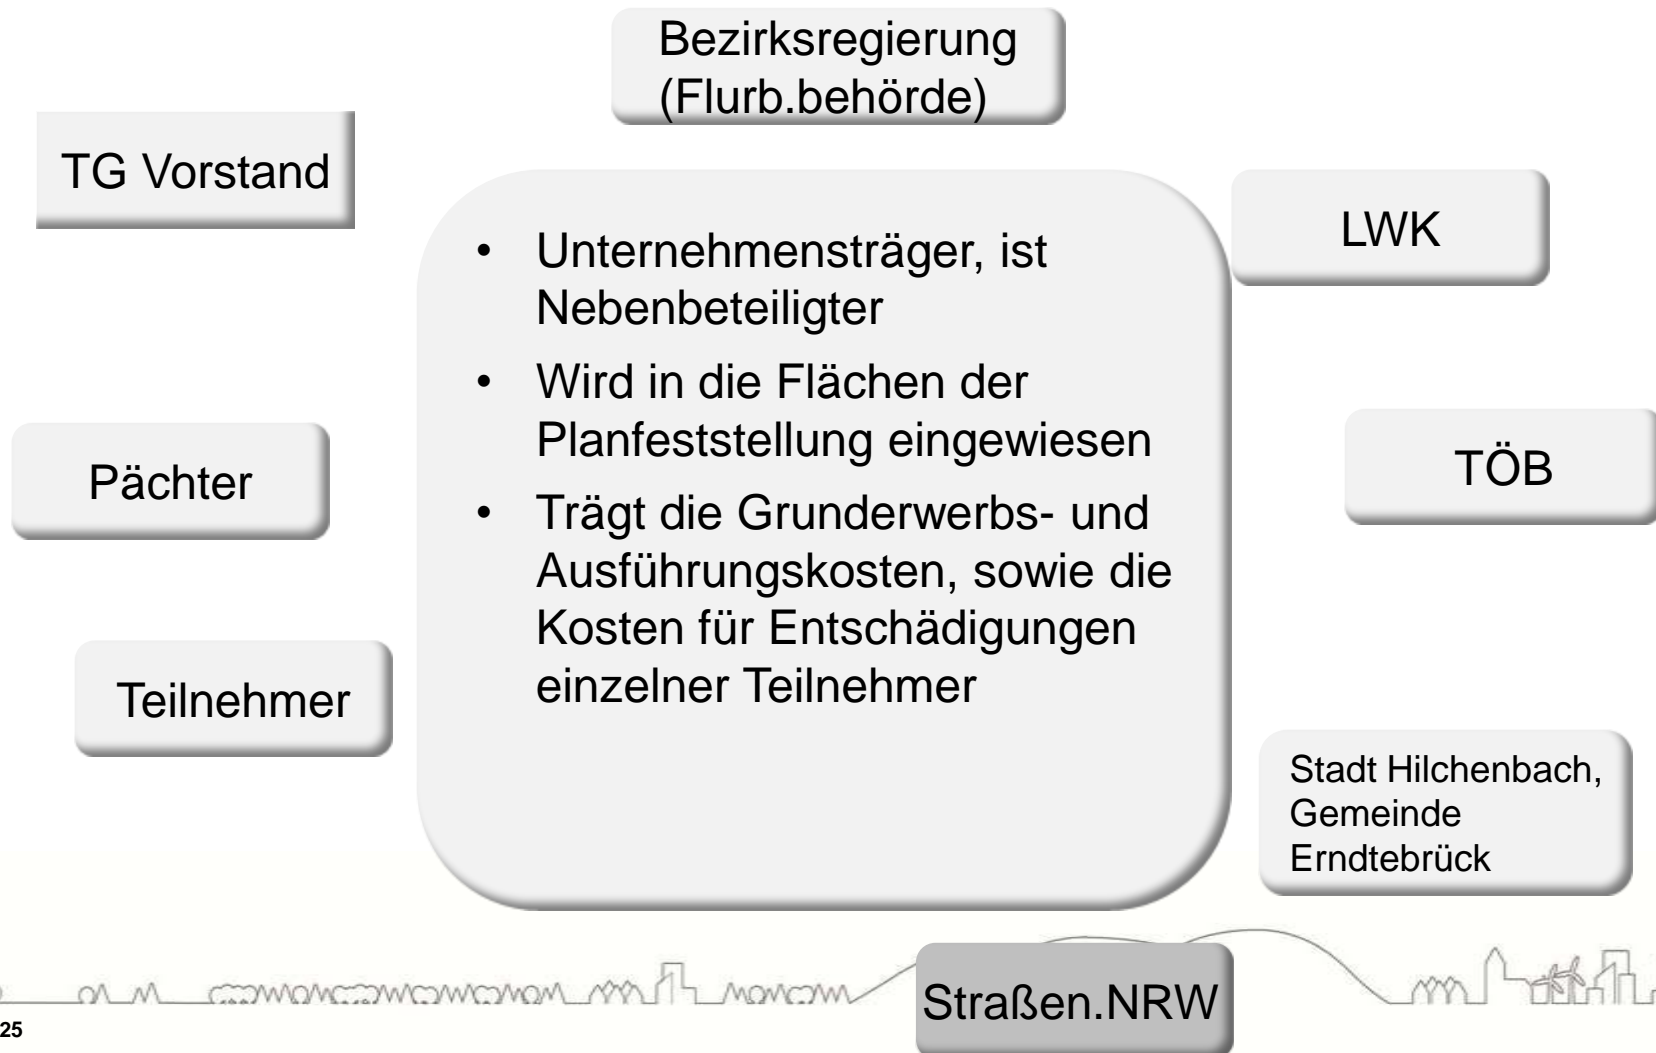 Bezirksregierung
(Flurb.behörde)
TG Vorstand
LWK
• Unternehmensträger, ist
Nebenbeteiligter
• Wird in die Flächen der
Planfeststellung eingewiesen
• Trägt die Grunderwerbs- und
Ausführungskosten, sowie die
Kosten für Entschädigungen
einzelner Teilnehmer
Pächter
TÖB
Teilnehmer
Stadt Hilchenbach,
Gemeinde
Erndtebrück
Straßen.NRW
25